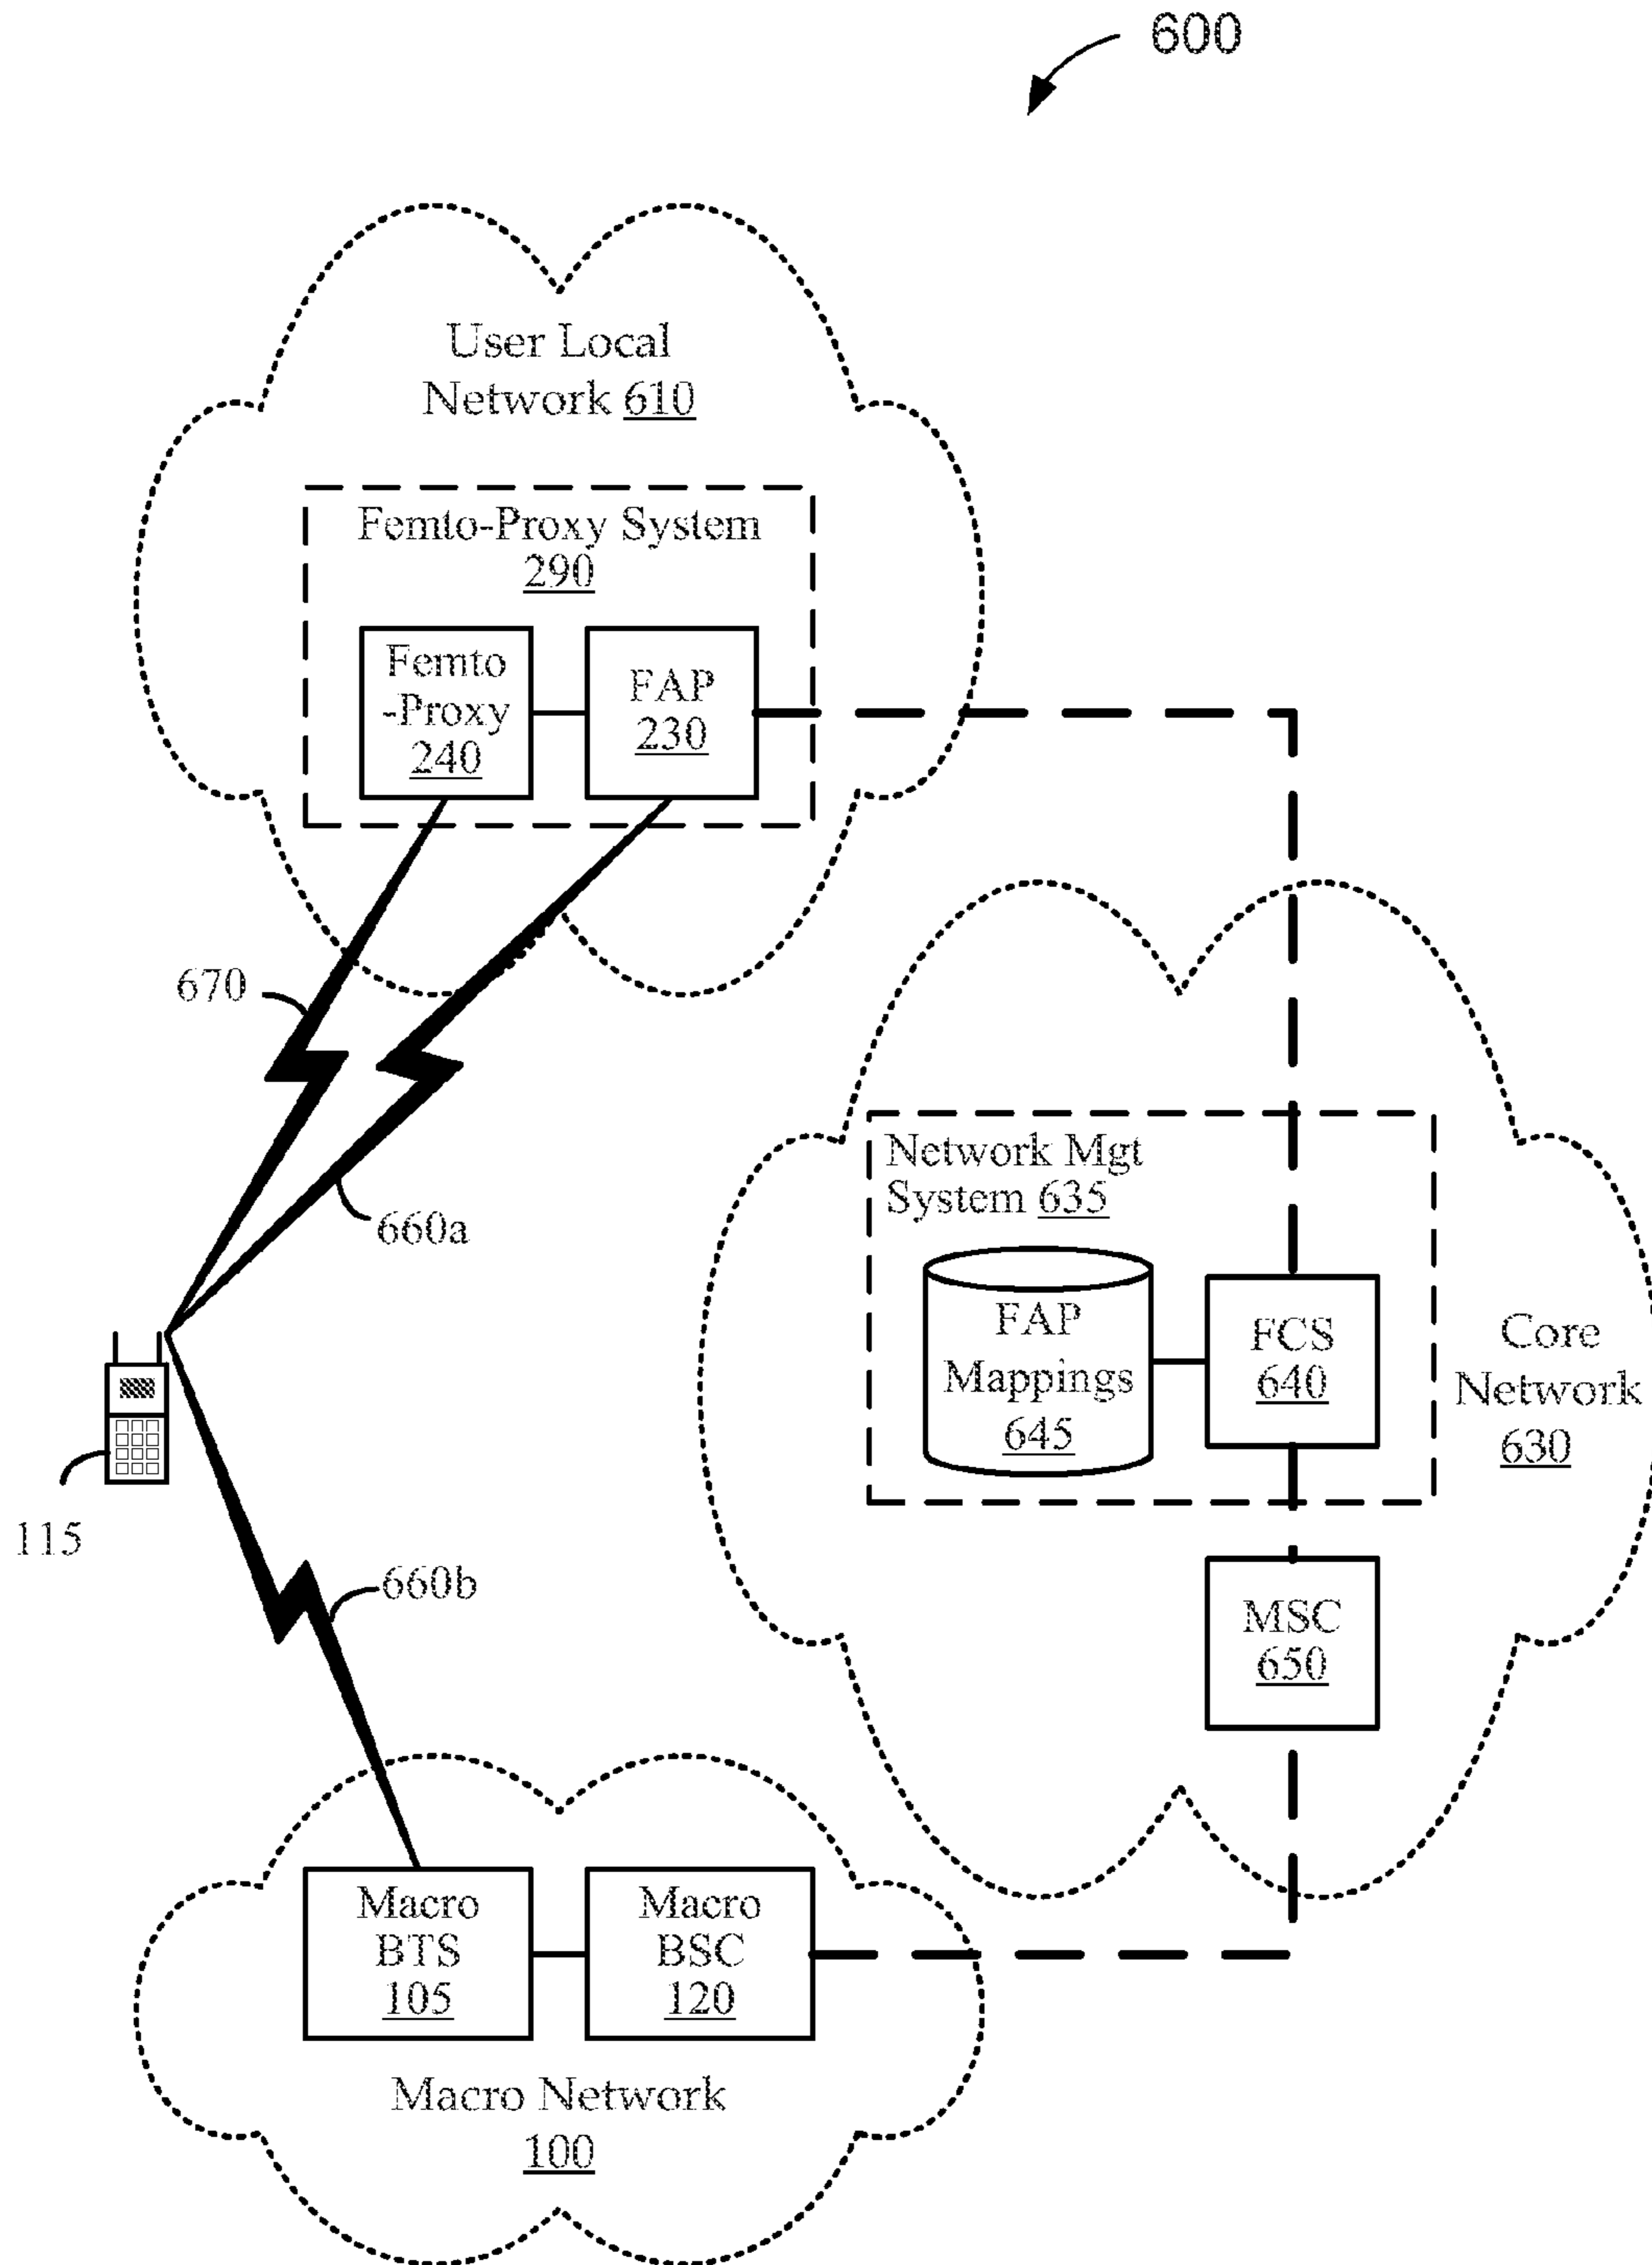 600
User Local
Network 610
Femto-Proxy System
290
Femto
-Proxy
240
FAP
230
670
660a
Network Mgt
System 635
FAP
Mappings
645
FCS
640
Core
Network
630
115
660b
MSC
650
Macro
BTS
105
Macro
BSC
120
Macro Network
100